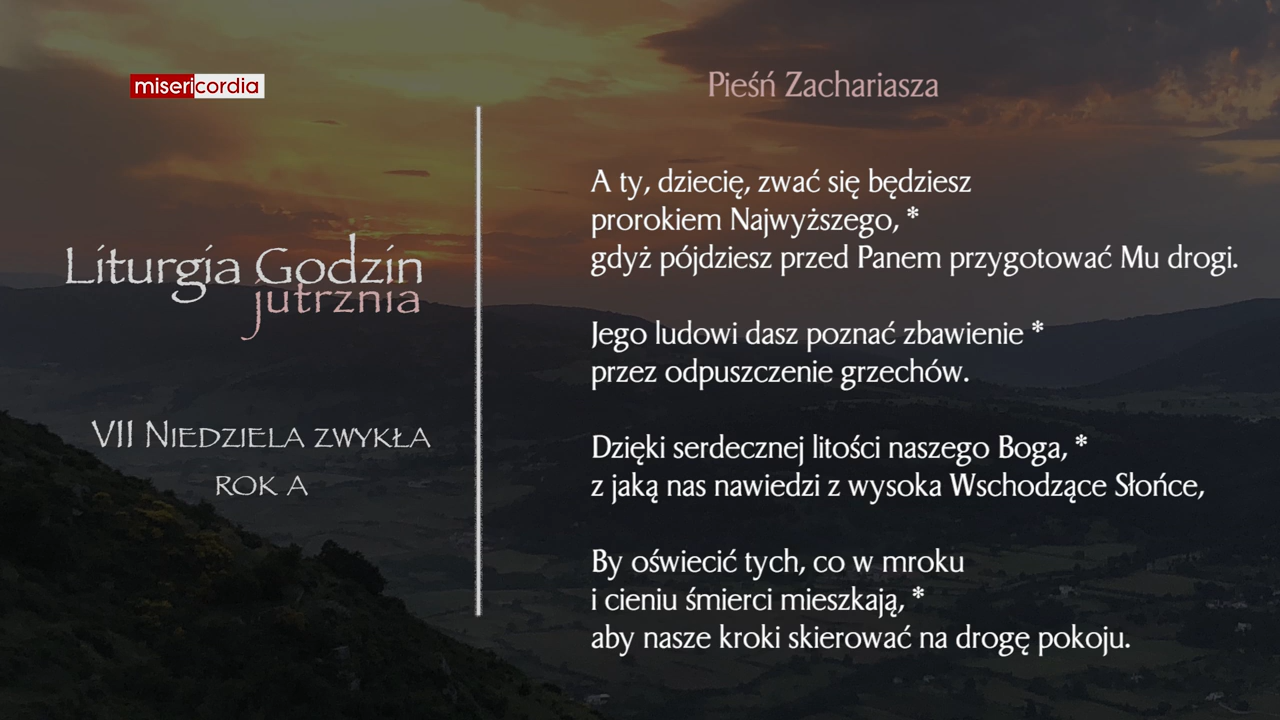 misericordia
Liturgia Godzin
jutrznia
VII Niedziela zwykła
rok A
Pieśń Zachariasza
A ty, dziecię, zwać się będziesz
prorokiem Najwyższego, *
gdyż pójdziesz przed Panem przygotować Mu drogi.
Jego ludowi dasz poznać zbawienie *
przez odpuszczenie grzechów.
Dzięki serdecznej litości naszego Boga, *
z jaką nas nawiedzi z wysoka Wschodzące Słońce,
By oświecić tych, co w mroku
i cieniu śmierci mieszkają, *
aby nasze kroki skierować na drogę pokoju.